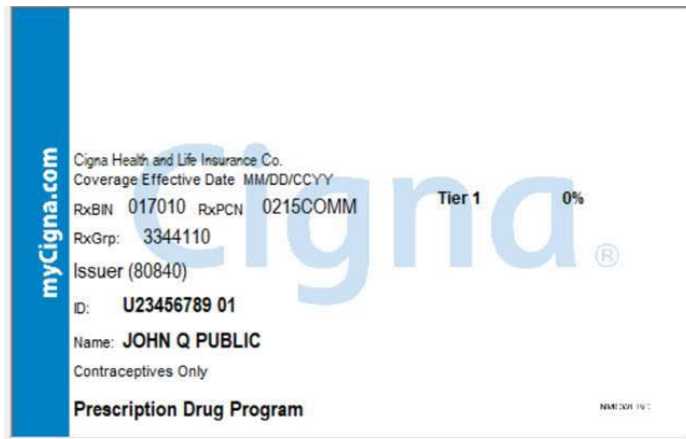 myCigna.com
Cigna
®
Cigna Health and Life Insurance Co.
Coverage Effective Date MM/DD/CCYY
RxBIN 017010 RxPCN 0215COMM
Tier 1 0%
RxGrp: 3344110
Issuer (80840)
ID: U23456789 01
Name: JOHN Q PUBLIC
Contraceptives Only
Prescription Drug Program